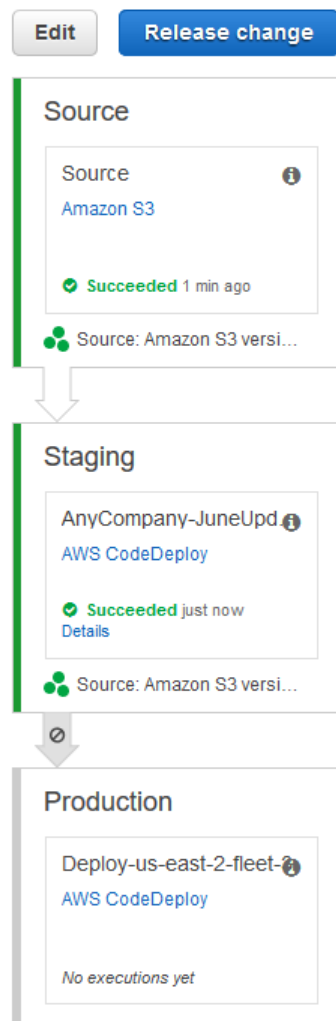 Edit
Release change
Source
Source
Amazon S3
Succeeded 1 min ago
Source: Amazon S3 versi...
Staging
AnyCompany-JuneUpd
AWS CodeDeploy
Succeeded just now
Details
Source: Amazon S3 versi...
Production
Deploy-us-east-2-fleet-
AWS CodeDeploy
No executions yet